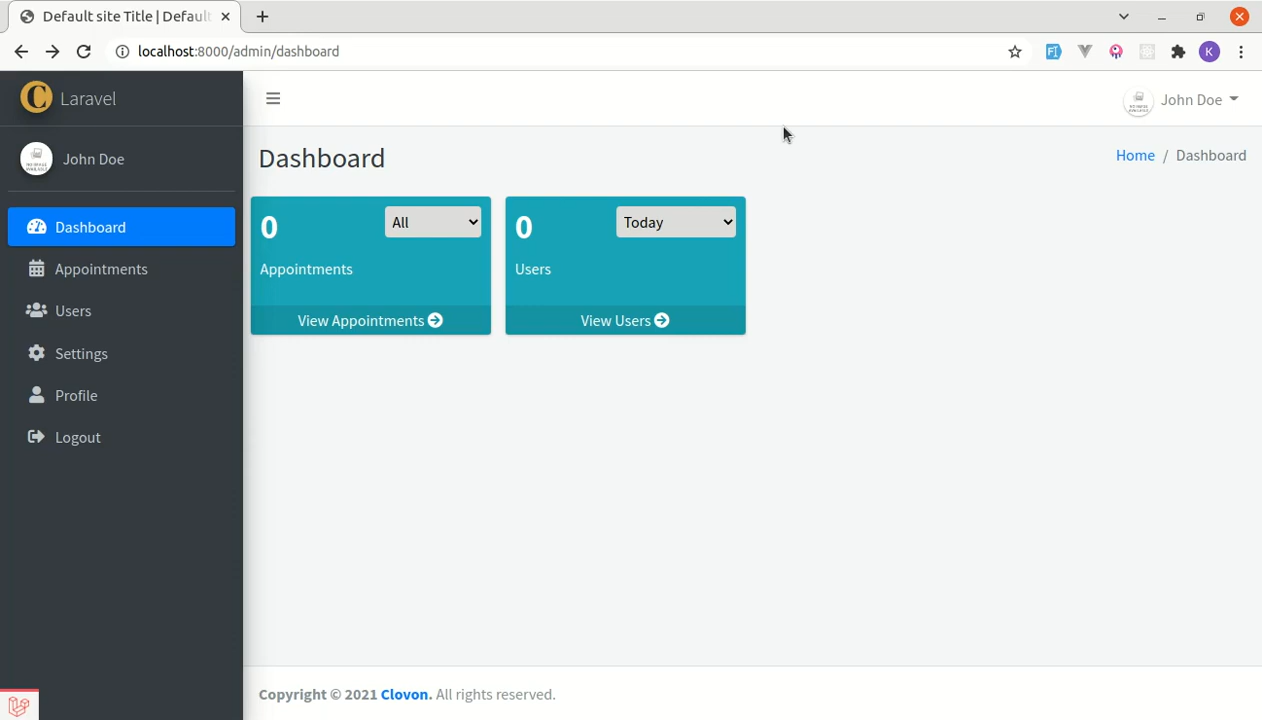 Default site Title | Default
localhost:8000/admin/dashboard
K
C Laravel
John Doe
John Doe
Dashboard
Home / Dashboard
Dashboard
Appointments
Users
Settings
Profile
Logout
0 All
Appointments
View Appointments
0 Today
Users
View Users
Copyright © 2021 Clovon. All rights reserved.